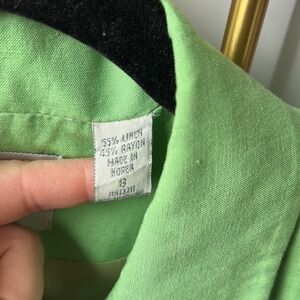 55% LINEN
45% RAYON
MADE IN
KOREA
8